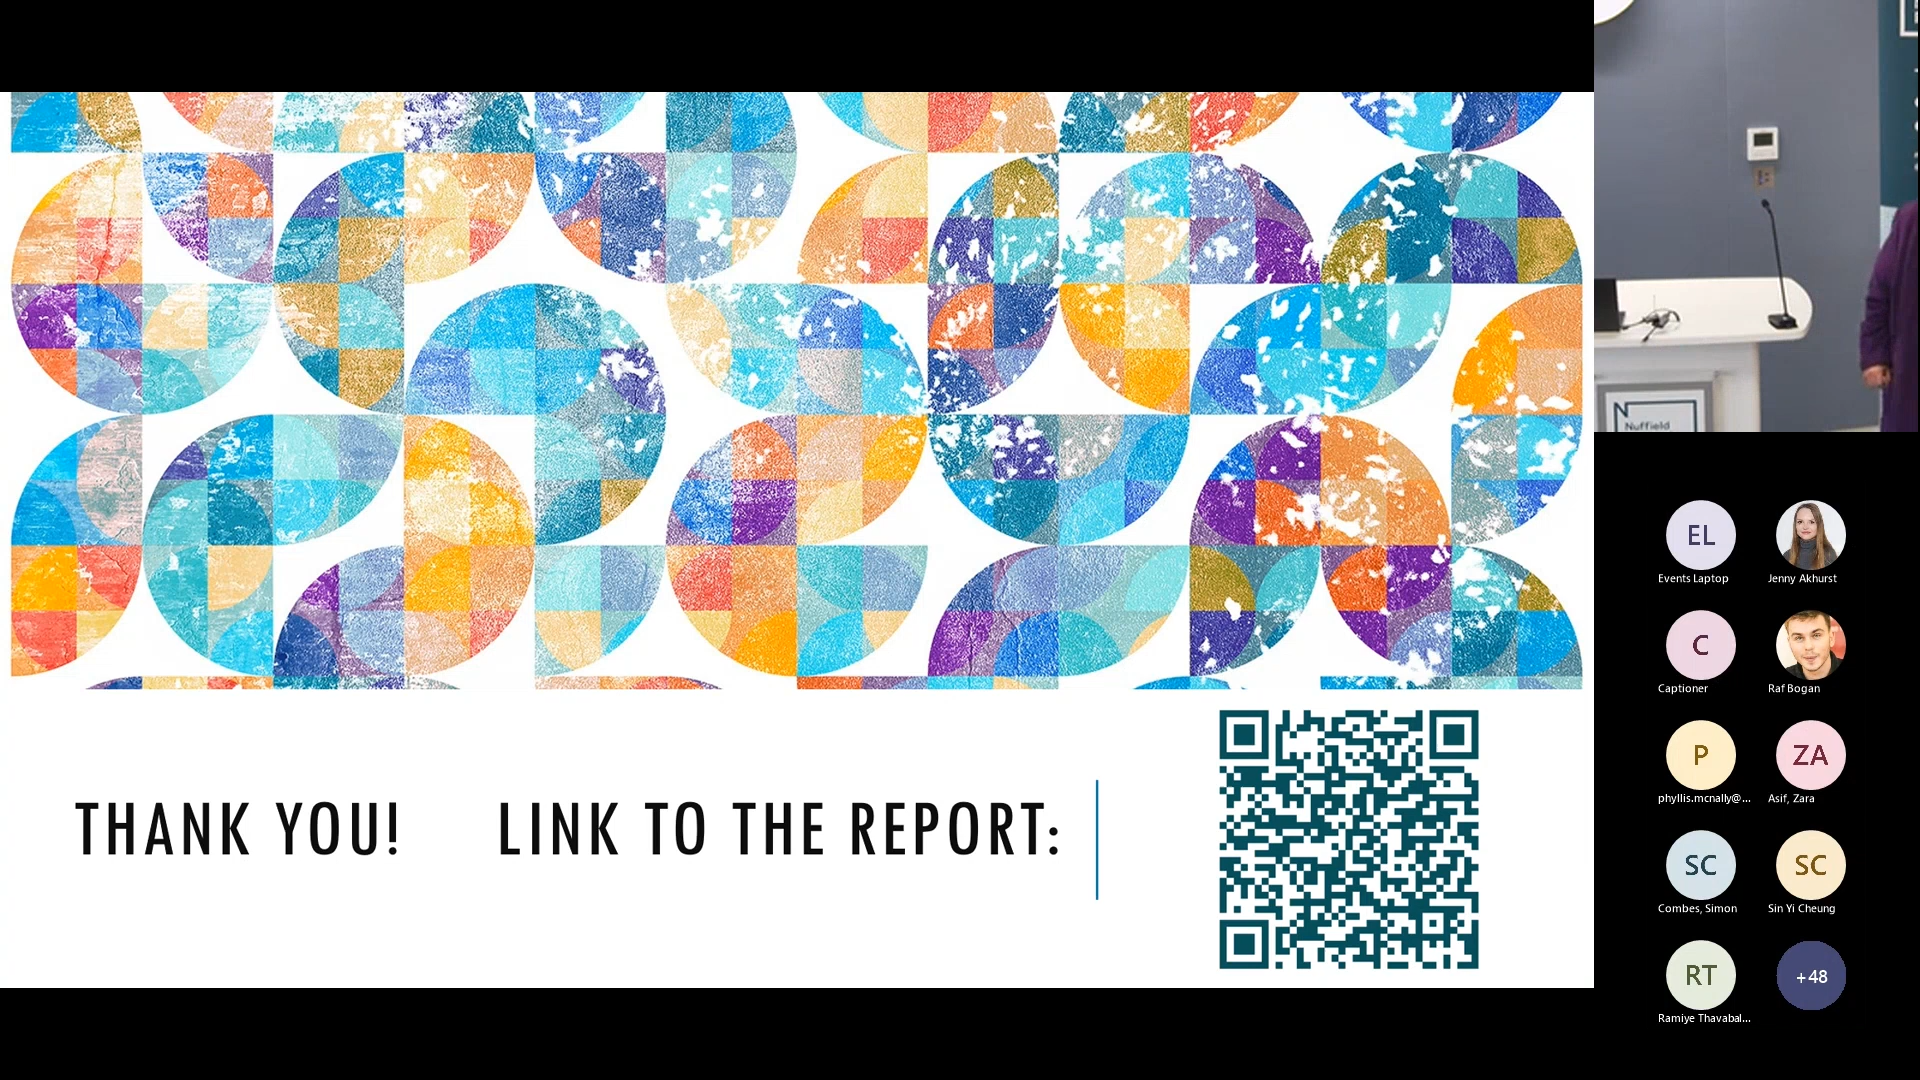 THANK YOU! LINK TO THE REPORT:
N
Nuffield
EL
Events Laptop
Jenny Akhurst
C
Captioner
Raf Bogan
P
phyllis.mcnally@...
ZA
Asif, Zara
SC
Combes, Simon
SC
Sin Yi Cheung
RT
Ramiye Thavabal...
+48